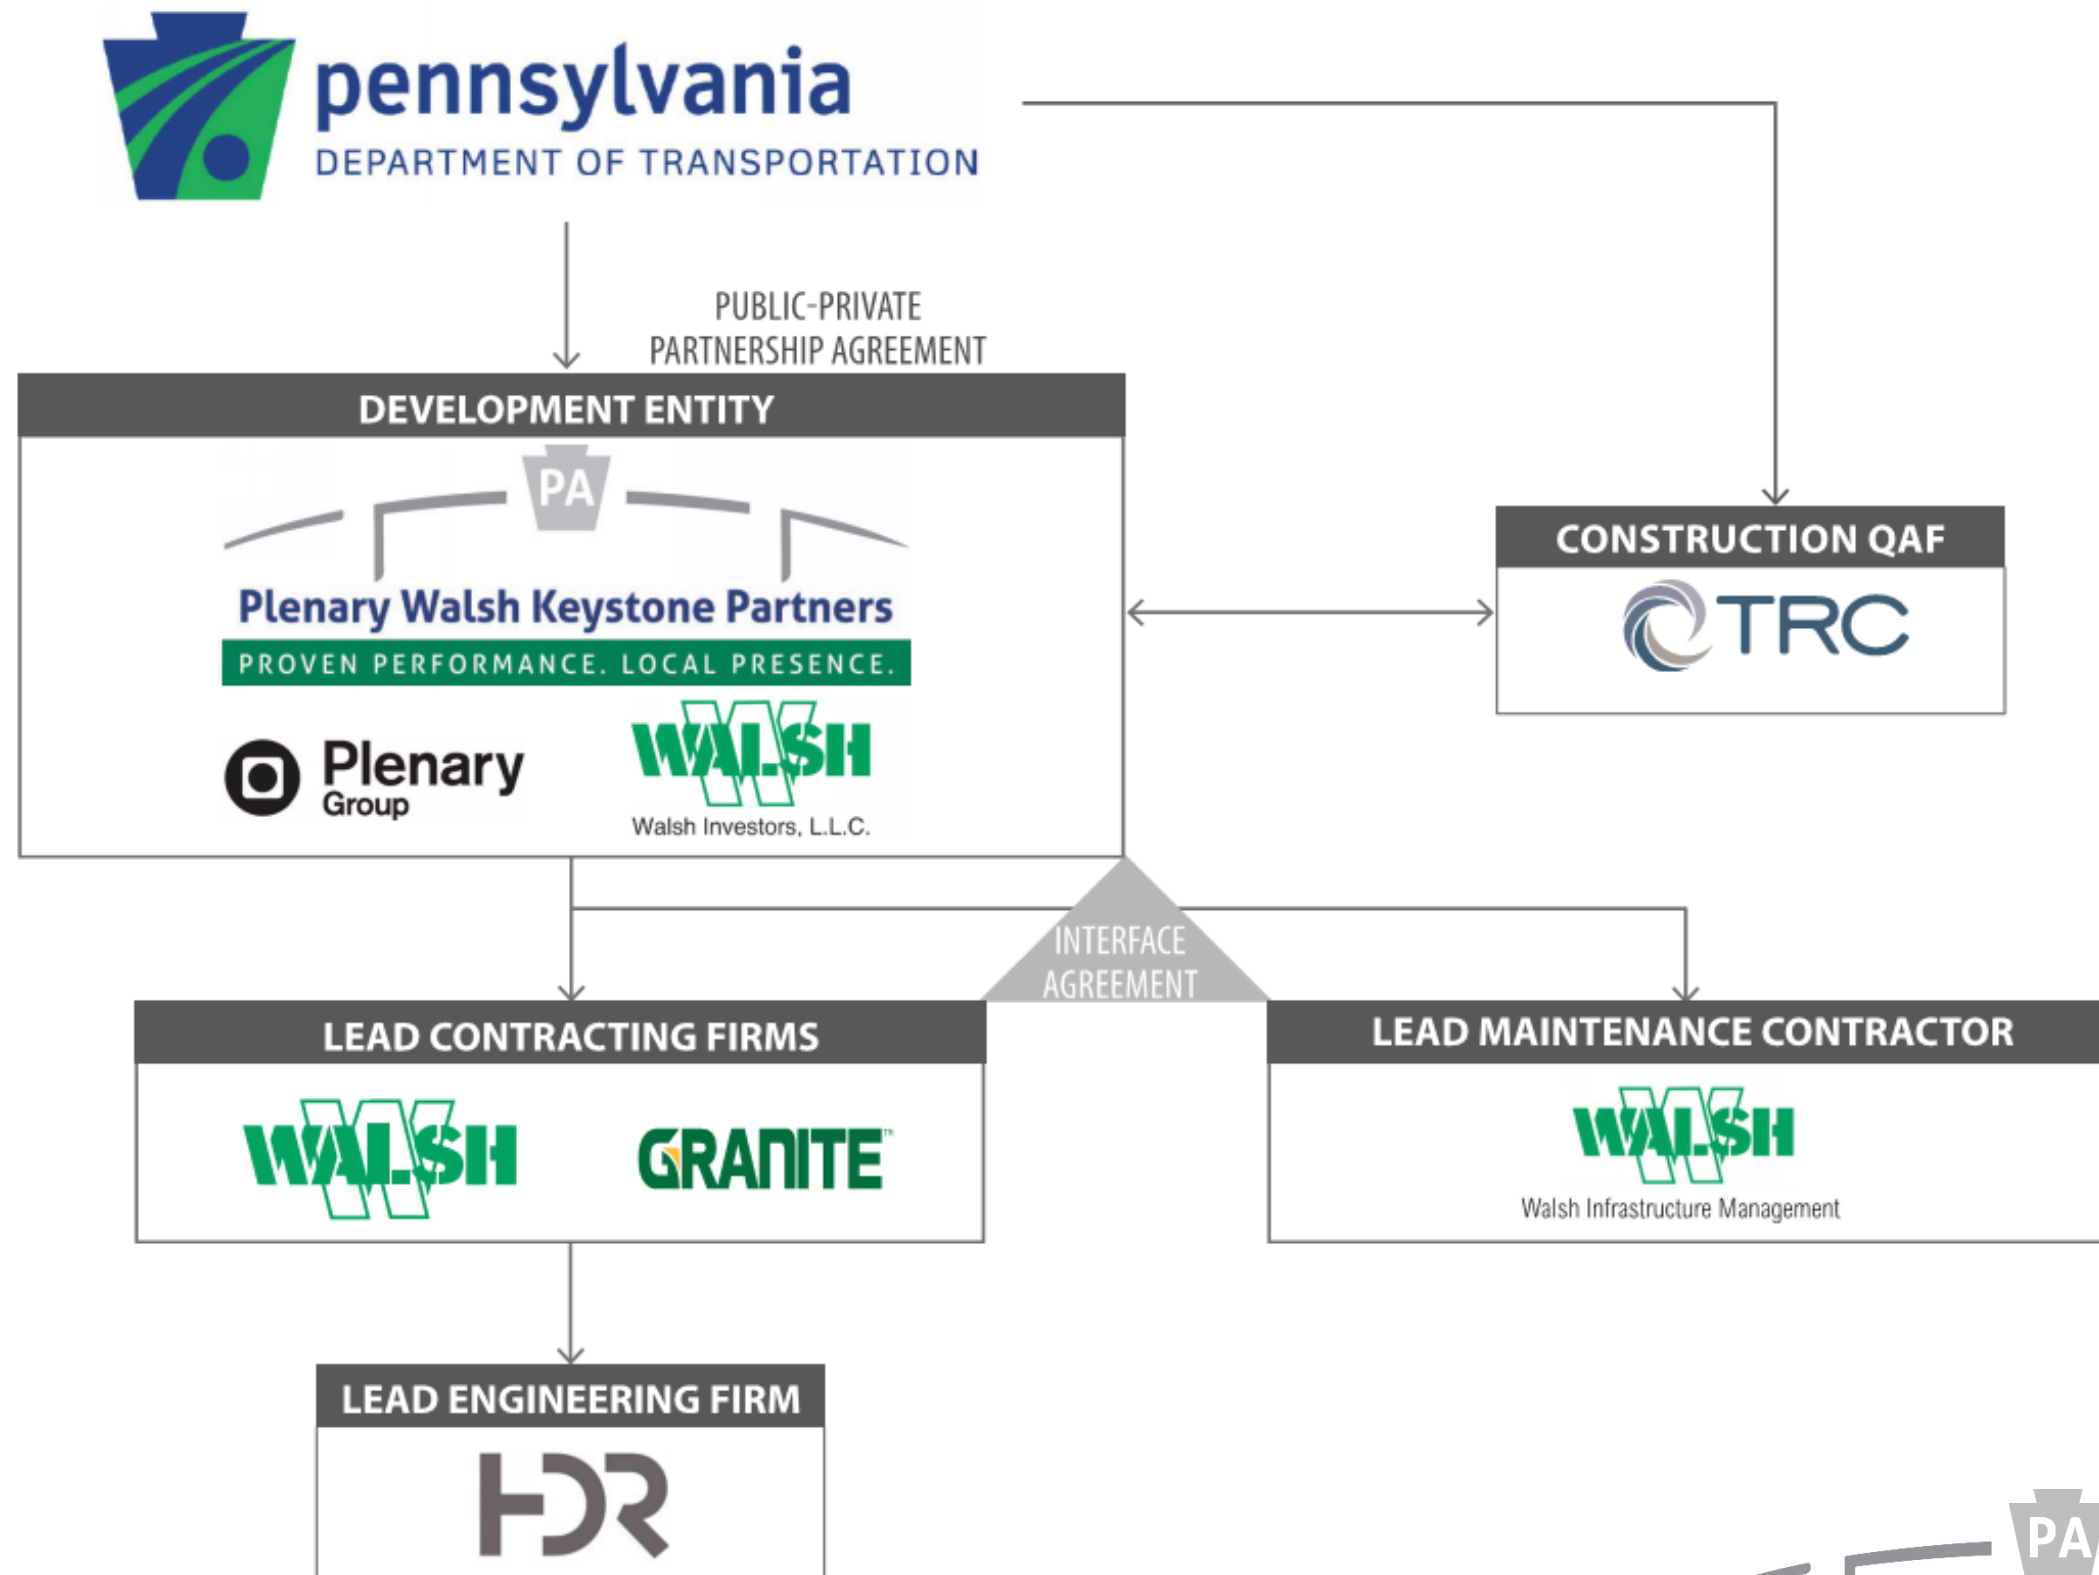 pennsylvania
DEPARTMENT OF TRANSPORTATION
PUBLIC-PRIVATE
PARTNERSHIP AGREEMENT
DEVELOPMENT ENTITY
PA
Plenary Walsh Keystone Partners
PROVEN PERFORMANCE. LOCAL PRESENCE.
Plenary
Group
WALSH
Walsh Investors, L.L.C.
CONSTRUCTION QAF
TRC
INTERFACE
AGREEMENT
LEAD CONTRACTING FIRMS
WALSH
GRANITE™
LEAD MAINTENANCE CONTRACTOR
WALSH
Walsh Infrastructure Management
LEAD ENGINEERING FIRM
HDR
PA